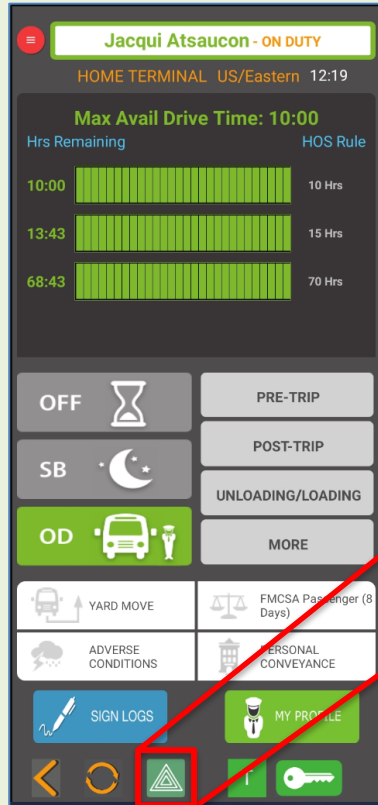 Jacqui Atsaucon - ON DUTY
HOME TERMINAL US/Eastern 12:19
Max Avail Drive Time: 10:00
Hrs Remaining HOS Rule
10:00 10 Hrs
13:43 15 Hrs
68:43 70 Hrs
OFF
PRE-TRIP
POST-TRIP
SB
UNLOADING/LOADING
OD
MORE
YARD MOVE
FMCSA Passenger (8
Days)
ADVERSE
CONDITIONS
PERSONAL
CONVEYANCE
SIGN LOGS
MY PROFILE